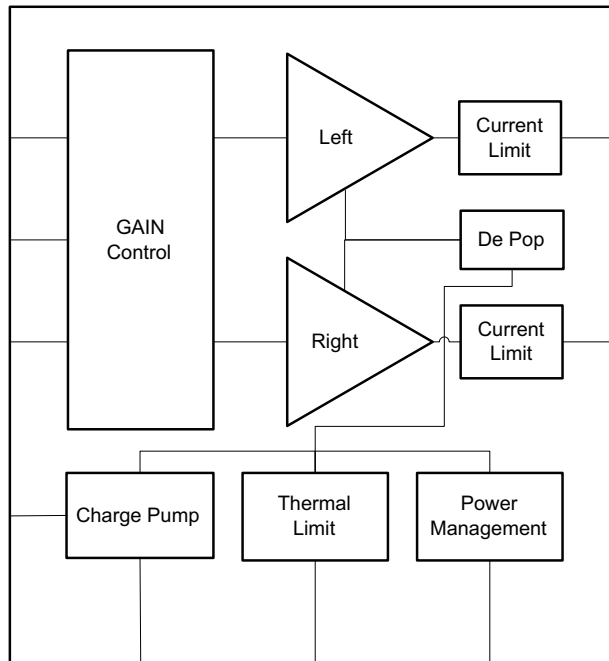 GAIN
Control
Left
Current
Limit
De Pop
Right
Current
Limit
Charge Pump
Thermal
Limit
Power
Management